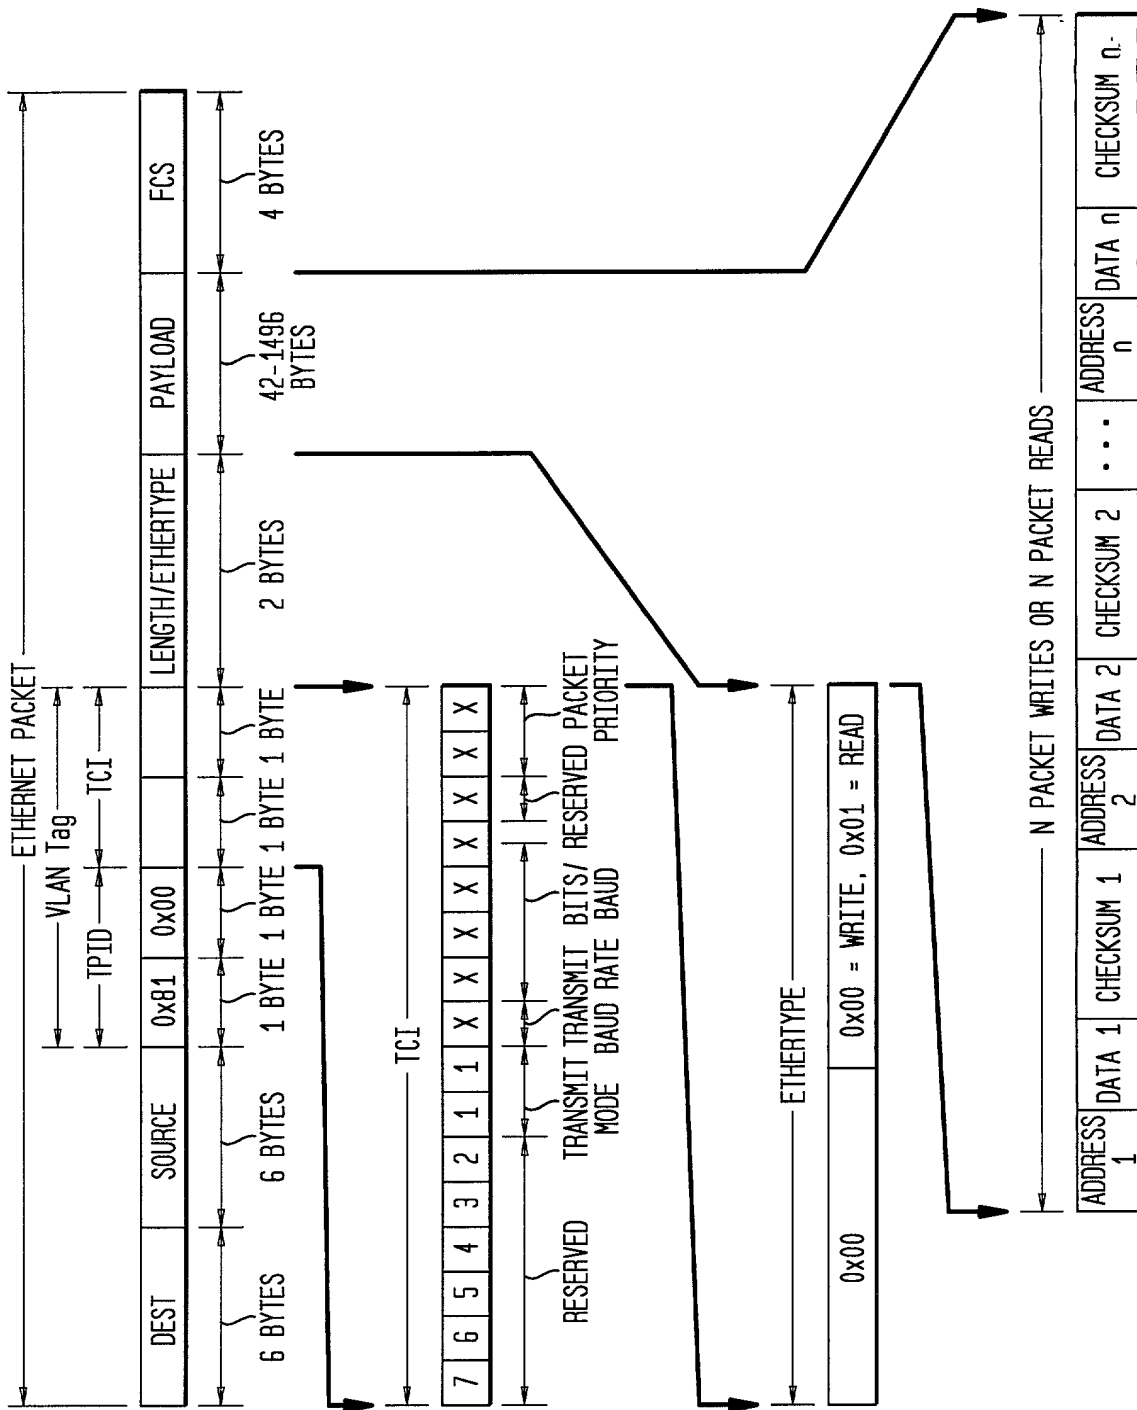 ETHERNET PACKET
VLAN Tag
TPID
TCI
DEST
SOURCE
0x81
0x00
LENGTH/ETHERTYPE
PAYLOAD
FCS
6 BYTES
6 BYTES
1 BYTE
1 BYTE
1 BYTE
1 BYTE
2 BYTES
42-1496
BYTES
4 BYTES
TCI
7 6 5 4 3 2 1 1 X X X X X X X X
RESERVED
TRANSMIT
MODE
TRANSMIT
BAUD RATE
BITS/
BAUD
RESERVED
PACKET
PRIORITY
ETHERTYPE
0x00
0x00 = WRITE, 0x01 = READ
N PACKET WRITES OR N PACKET READS
ADDRESS
1
DATA 1
CHECKSUM 1
ADDRESS
2
DATA 2
CHECKSUM 2
...
ADDRESS
n
DATA n
CHECKSUM n